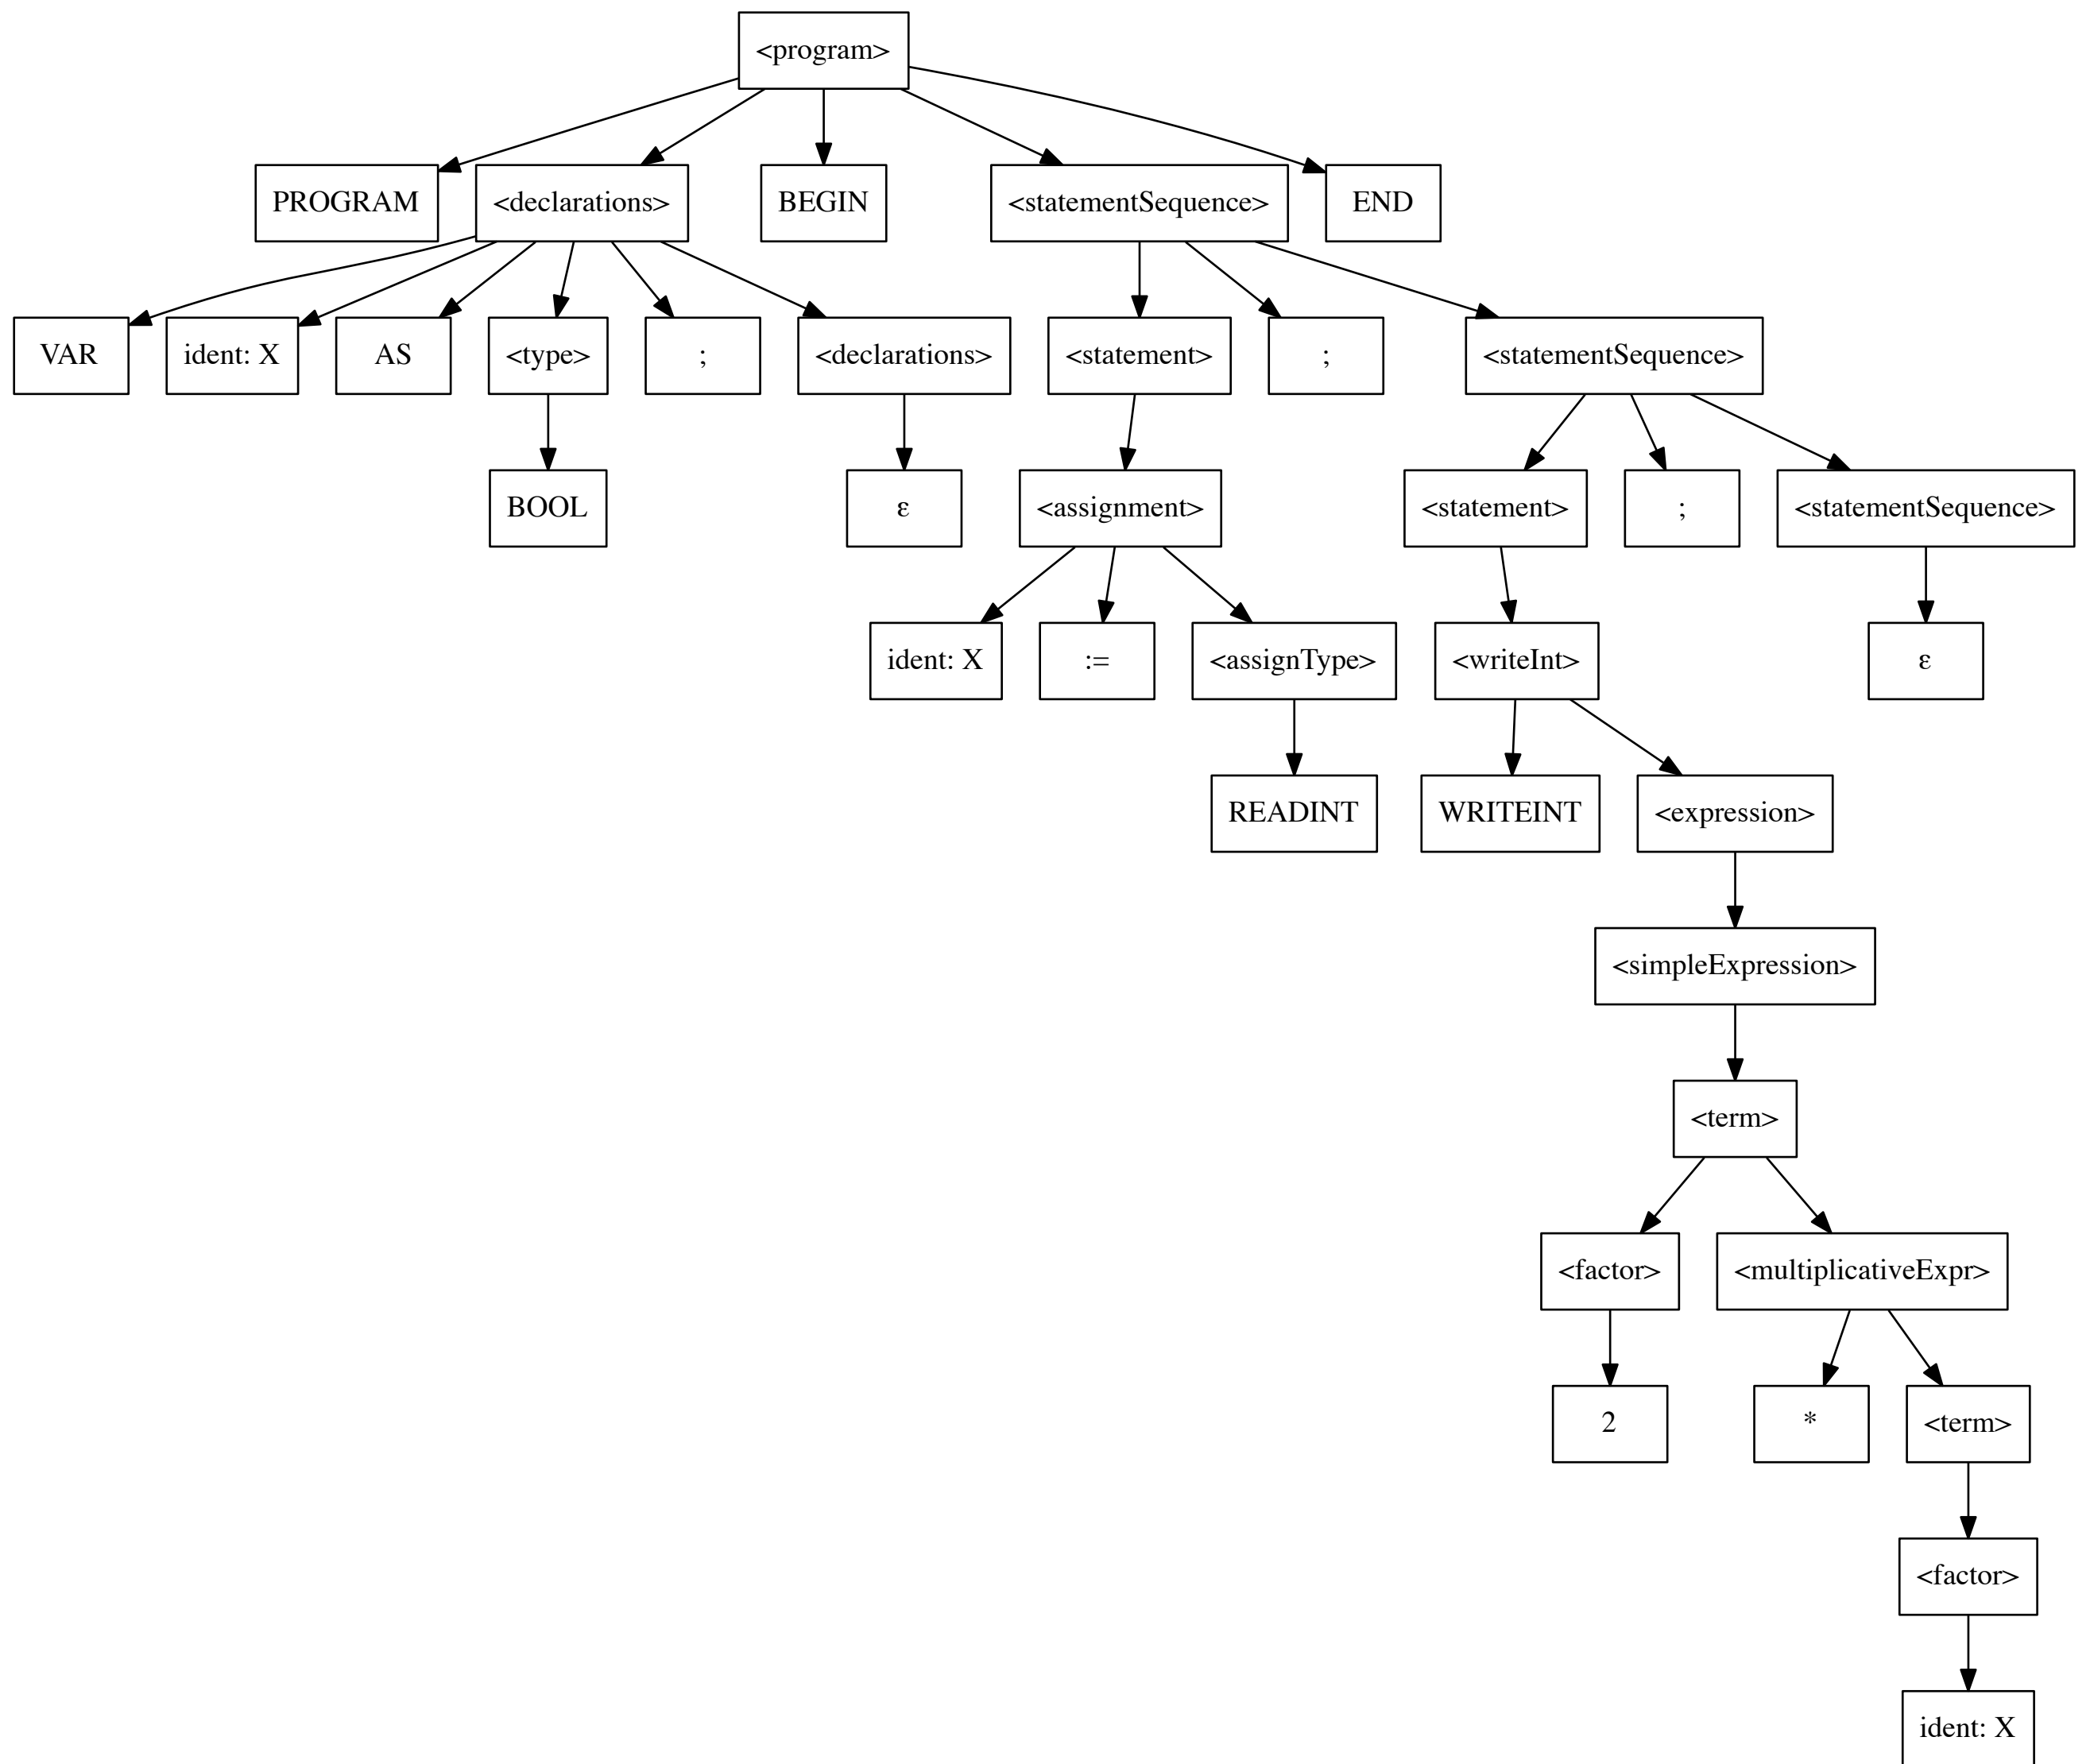 <program>
PROGRAM
<declarations>
BEGIN
<statementSequence>
END
VAR
ident: X
AS
<type>
;
<declarations>
<statement>
;
<statementSequence>
BOOL
ε
<assignment>
<statement>
;
<statementSequence>
ident: X
:=
<assignType>
<writeInt>
ε
READINT
WRITEINT
<expression>
<simpleExpression>
<term>
<factor>
<multiplicativeExpr>
2
*
<term>
<factor>
ident: X